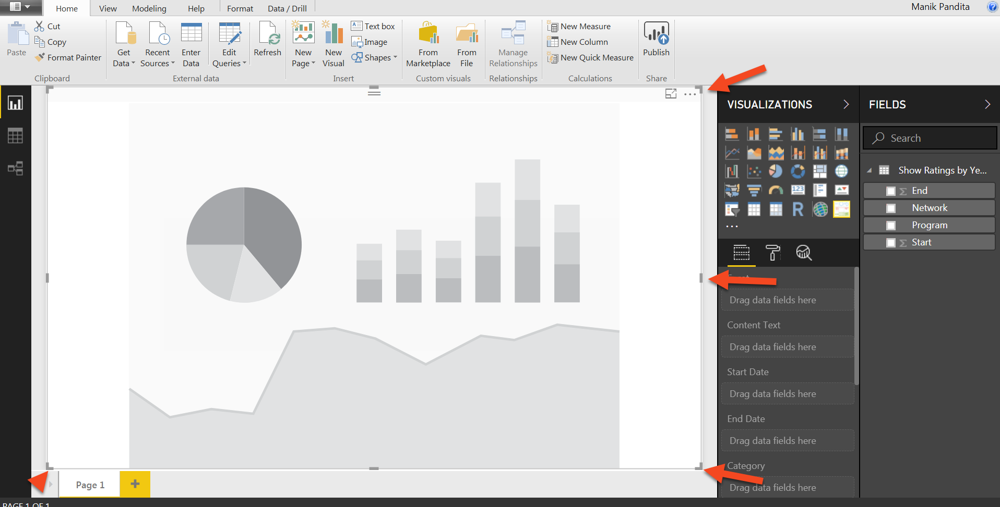 Home View Modeling Help Format Data / Drill
Manik Pandita
?
Paste
Cut
Copy
Format Painter
Clipboard
Get Data
Recent Sources
Enter Data
Edit Queries
Refresh
External data
New Page
New Visual
Text box
Image
Shapes
Insert
From Marketplace
From File
Custom visuals
Manage Relationships
Relationships
New Measure
New Column
New Quick Measure
Calculations
Publish
Share
VISUALIZATIONS
123
R
Drag data fields here
Content Text
Drag data fields here
Start Date
Drag data fields here
End Date
Drag data fields here
Category
Drag data fields here
FIELDS
Search
Show Ratings by Ye...
Σ End
Network
Program
Σ Start
Page 1
+
PAGE 1 OF 1